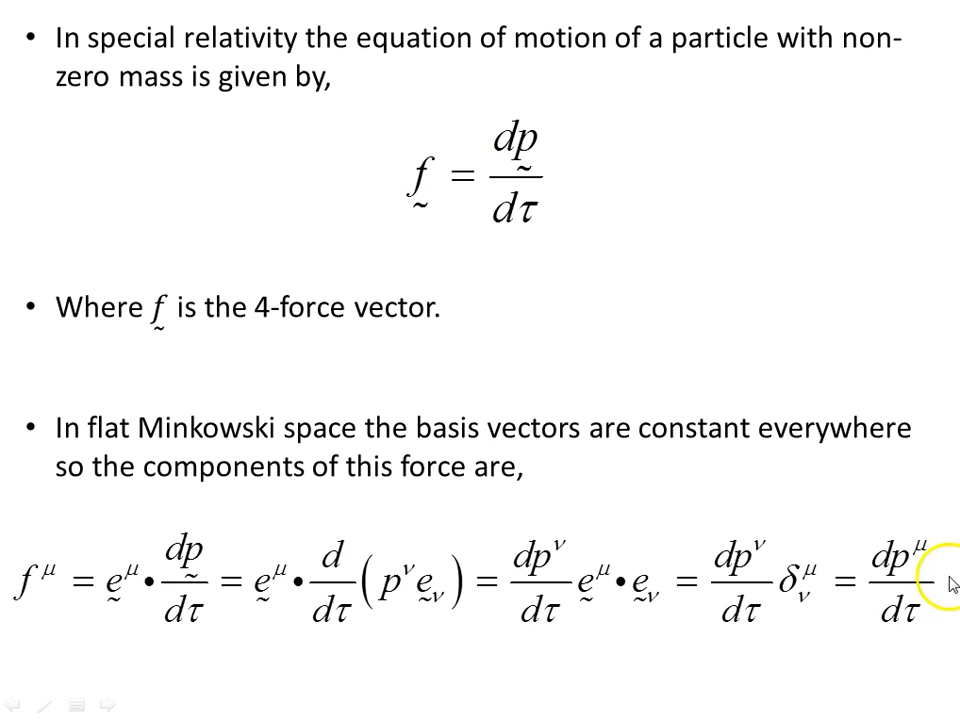 • In special relativity the equation of motion of a particle with non-
zero mass is given by,
f̰ = dp̰/dτ
• Where f̰ is the 4-force vector.
• In flat Minkowski space the basis vectors are constant everywhere
so the components of this force are,
f^μ = ḛ^μ • dp̰/dτ = ḛ^μ • d/dτ (p^ν ḛ_ν) = dp^ν/dτ ḛ^μ • ḛ_ν = dp^ν/dτ δ^μ_ν = dp^μ/dτ